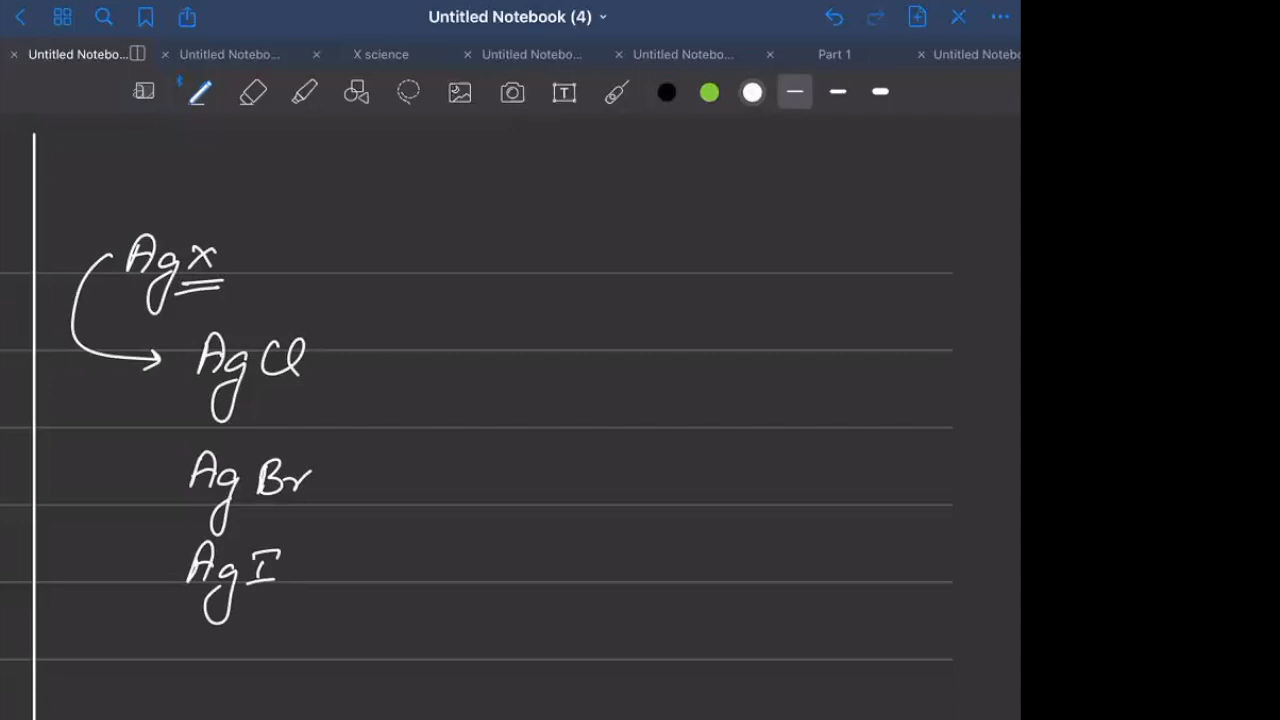 Untitled Notebook (4)
Untitled Notebo... Untitled Notebo... X science Untitled Notebo... Untitled Notebo... Part 1 Untitled Notebo
T
Agx
AgCl
AgBr
AgI